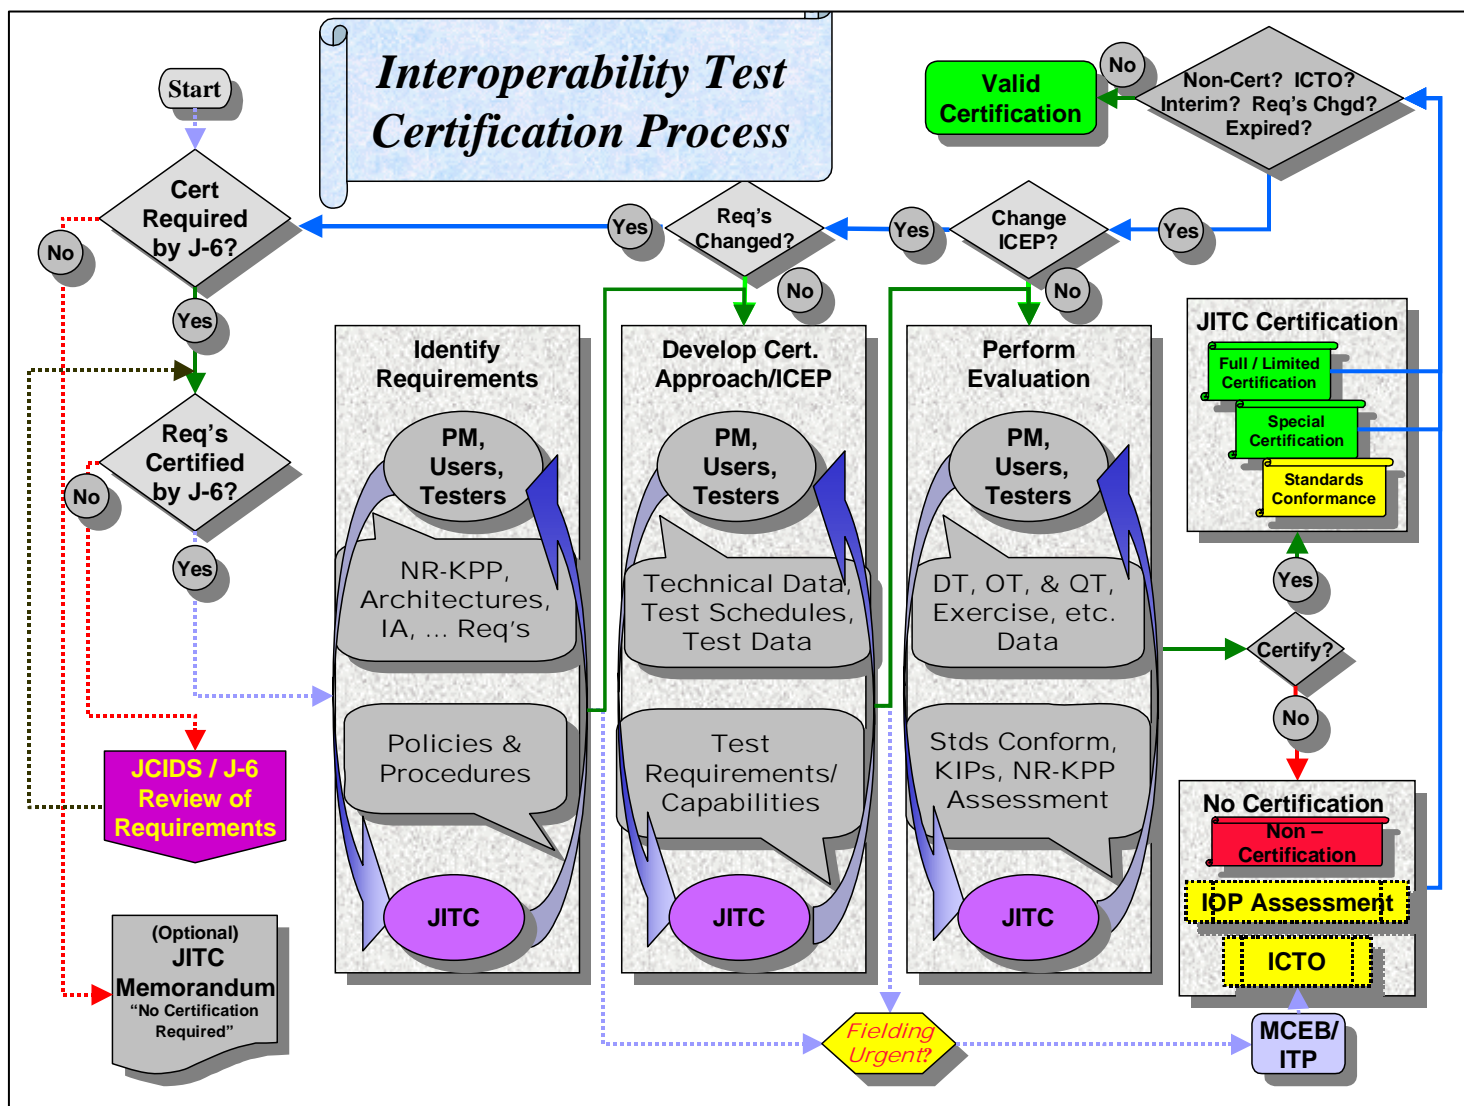 Interoperability Test
Certification Process
Start
Cert
Required
by J-6?
No
Yes
Req's
Certified
by J-6?
No
Yes
JCIDS / J-6
Review of
Requirements
(Optional)
JITC
Memorandum
“No Certification
Required”
Yes
Req's
Changed?
No
Yes
Change
ICEP?
No
Yes
Valid
Certification
No
Non-Cert? ICTO?
Interim? Req's Chgd?
Expired?
Identify
Requirements
PM,
Users,
Testers
NR-KPP,
Architectures,
IA, ... Req's
Policies &
Procedures
JITC
Develop Cert.
Approach/ICEP
PM,
Users,
Testers
Technical Data,
Test Schedules,
Test Data
Test
Requirements/
Capabilities
JITC
Perform
Evaluation
PM,
Users,
Testers
DT, OT, & QT,
Exercise, etc.
Data
Stds Conform,
KIPs, NR-KPP
Assessment
JITC
JITC Certification
Full / Limited
Certification
Special
Certification
Standards
Conformance
Yes
Certify?
No
No Certification
Non –
Certification
IOP Assessment
ICTO
Fielding
Urgent?
MCEB/
ITP